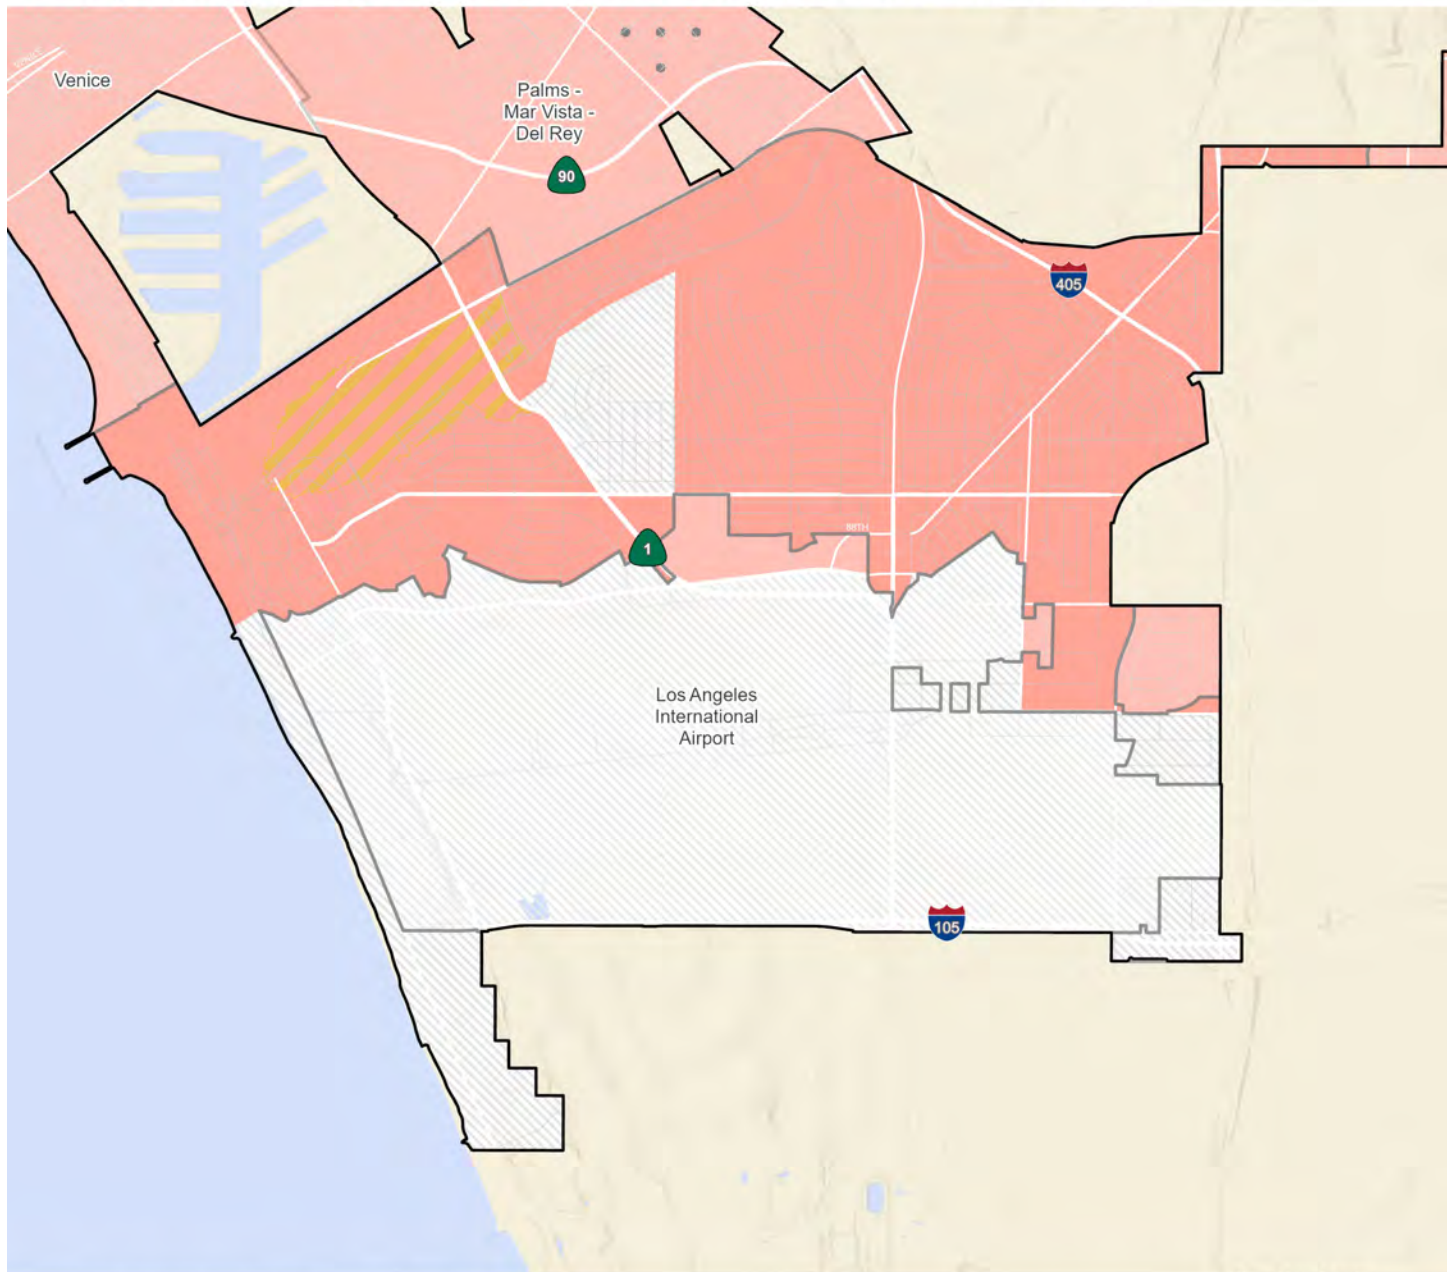 Venice
Palms -
Mar Vista -
Del Rey
90
405
88TH
1
Los Angeles
International
Airport
105